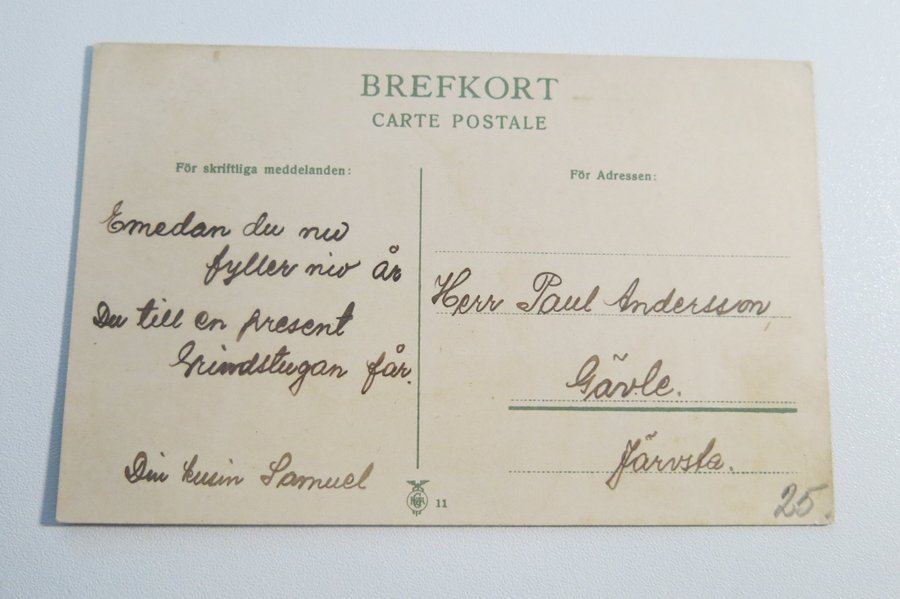 BREFKORT
CARTE POSTALE
För skriftliga meddelanden:
För Adressen:
Emedan du nu
fyller nio år
Du till en present
Grindstugan får.
Din kusin Samuel
Herr Paul Andersson
Gävle.
Järvsta.
11
25.